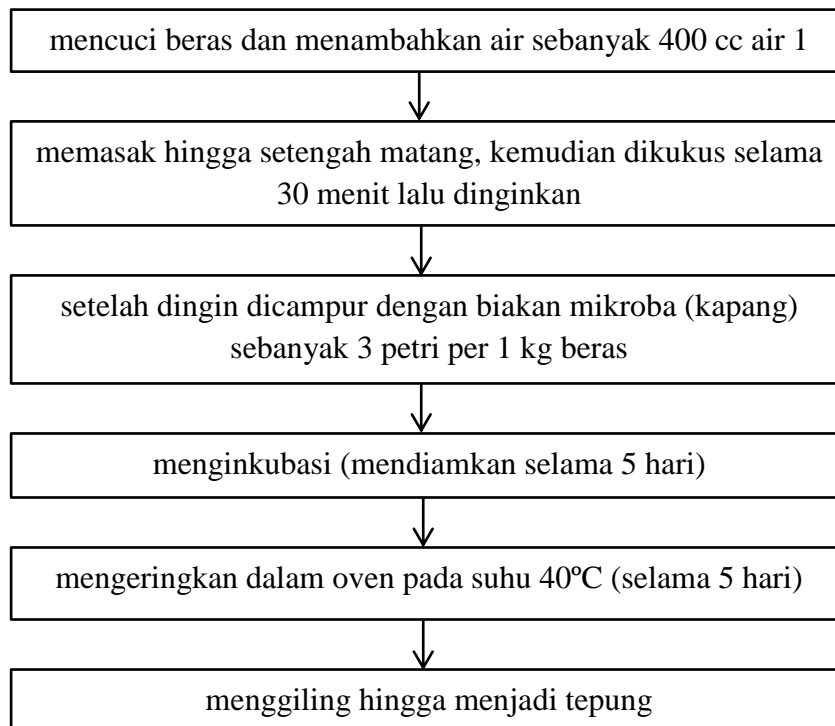 mencuci beras dan menambahkan air sebanyak 400 cc air 1
memasak hingga setengah matang, kemudian dikukus selama
30 menit lalu dinginkan
setelah dingin dicampur dengan biakan mikroba (kapang)
sebanyak 3 petri per 1 kg beras
menginkubasi (mendiamkan selama 5 hari)
mengeringkan dalam oven pada suhu 40ºC (selama 5 hari)
menggiling hingga menjadi tepung